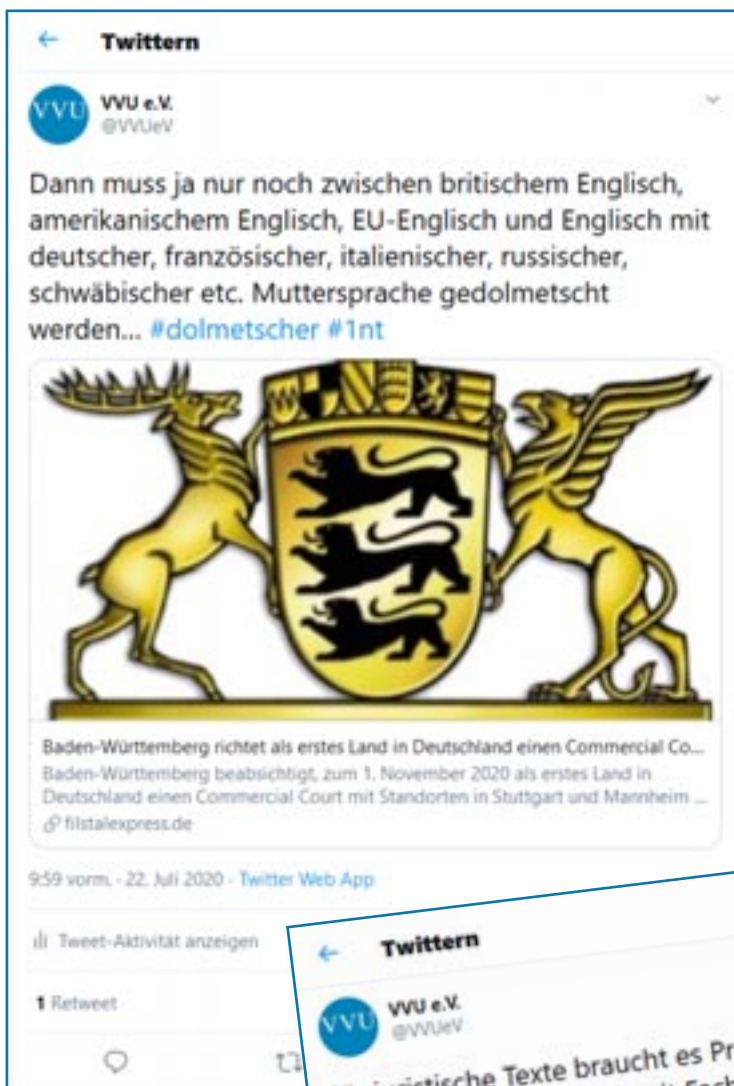 Twittern
VVU
VVU e.V.
@VVUeV
Dann muss ja nur noch zwischen britischem Englisch,
amerikanischem Englisch, EU-Englisch und Englisch mit
deutscher, französischer, italienischer, russischer,
schwäbischer etc. Muttersprache gedolmetscht
werden... #dolmetscher #1nt
Baden-Württemberg richtet als erstes Land in Deutschland einen Commercial Co...
Baden-Württemberg beabsichtigt, zum 1. November 2020 als erstes Land in
Deutschland einen Commercial Court mit Standorten in Stuttgart und Mannheim ...
filstalexpress.de
9:59 vorm. · 22. Juli 2020 · Twitter Web App
Tweet-Aktivität anzeigen
1 Retweet
Twittern
VVU
VVU e.V.
@VVUeV
juristische Texte braucht es Pr